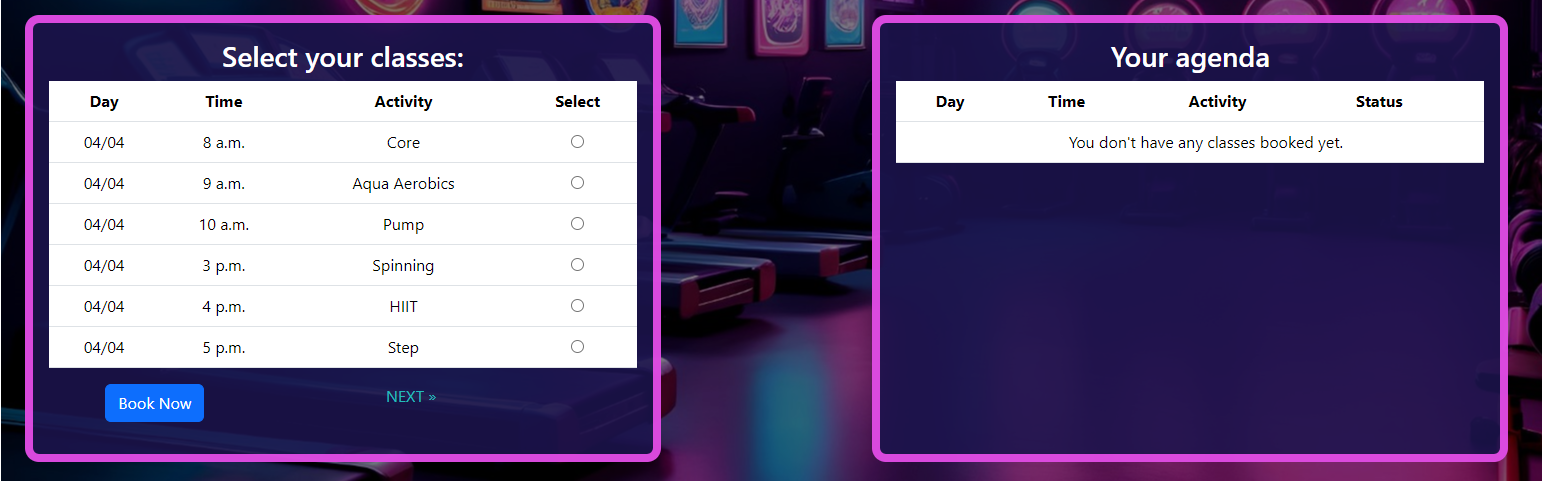 Select your classes:
Day Time Activity Select
04/04 8 a.m. Core
04/04 9 a.m. Aqua Aerobics
04/04 10 a.m. Pump
04/04 3 p.m. Spinning
04/04 4 p.m. HIIT
04/04 5 p.m. Step
Book Now NEXT »
Your agenda
Day Time Activity Status
You don't have any classes booked yet.